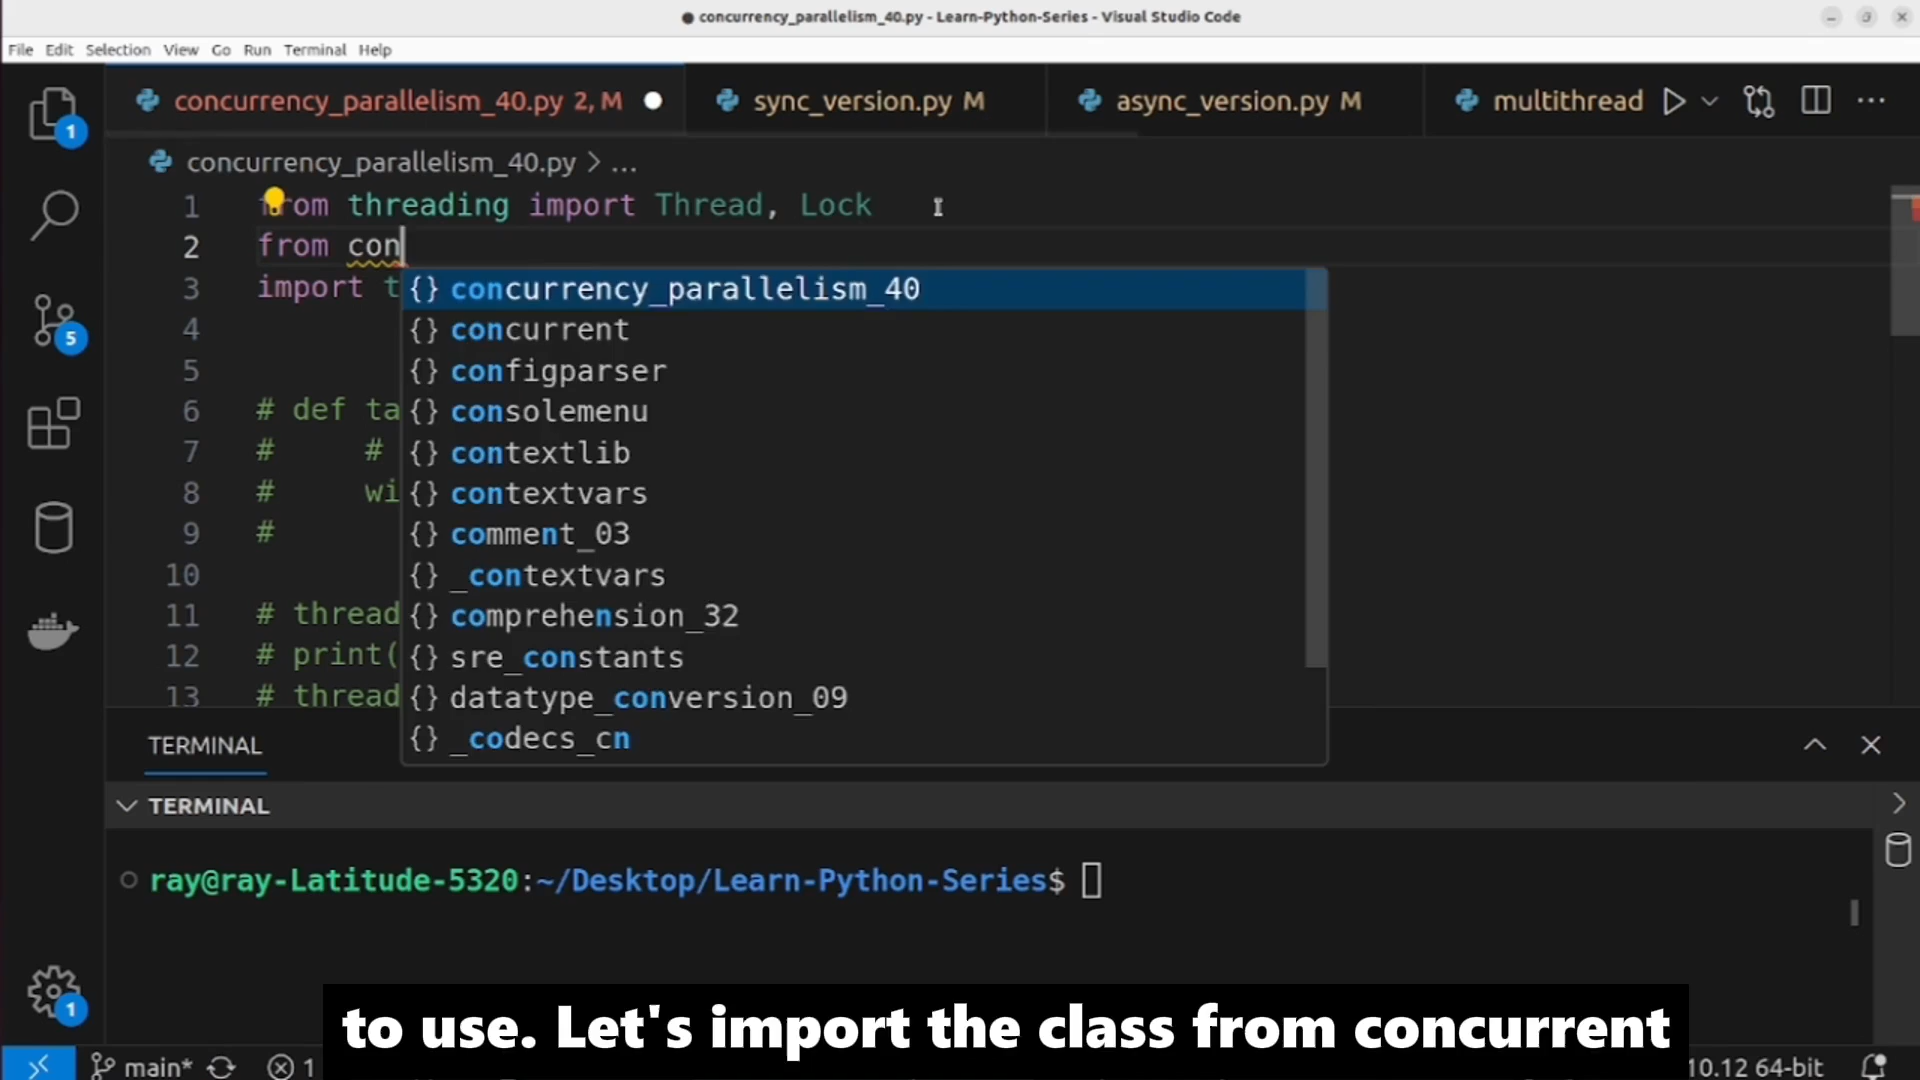 concurrency_parallelism_40.py - Learn-Python-Series - Visual Studio Code
File Edit Selection View Go Run Terminal Help
concurrency_parallelism_40.py 2, M
sync_version.py M
async_version.py M
multithread
concurrency_parallelism_40.py > ...
1 from threading import Thread, Lock
2 from con
3 import t
4
5
6 # def ta
7 # #
8 # wi
9 #
10
11 # thread
12 # print(
13 # thread
{} concurrency_parallelism_40
{} concurrent
{} configparser
{} consolemenu
{} contextlib
{} contextvars
{} comment_03
{} _contextvars
{} comprehension_32
{} sre_constants
{} datatype_conversion_09
{} _codecs_cn
1
5
TERMINAL
TERMINAL
ray@ray-Latitude-5320:~/Desktop/Learn-Python-Series$
1
to use. Let's import the class from concurrent
main* 1
10.12 64-bit